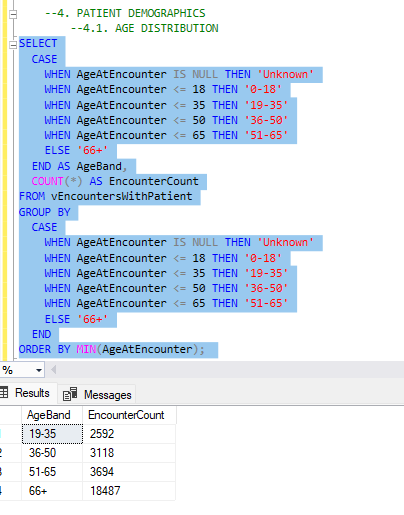 --4. PATIENT DEMOGRAPHICS
--4.1. AGE DISTRIBUTION
SELECT
CASE
WHEN AgeAtEncounter IS NULL THEN 'Unknown'
WHEN AgeAtEncounter <= 18 THEN '0-18'
WHEN AgeAtEncounter <= 35 THEN '19-35'
WHEN AgeAtEncounter <= 50 THEN '36-50'
WHEN AgeAtEncounter <= 65 THEN '51-65'
ELSE '66+'
END AS AgeBand,
COUNT(*) AS EncounterCount
FROM vEncountersWithPatient
GROUP BY
CASE
WHEN AgeAtEncounter IS NULL THEN 'Unknown'
WHEN AgeAtEncounter <= 18 THEN '0-18'
WHEN AgeAtEncounter <= 35 THEN '19-35'
WHEN AgeAtEncounter <= 50 THEN '36-50'
WHEN AgeAtEncounter <= 65 THEN '51-65'
ELSE '66+'
END
ORDER BY MIN(AgeAtEncounter);
%
Results Messages
AgeBand EncounterCount
19-35 2592
36-50 3118
51-65 3694
66+ 18487